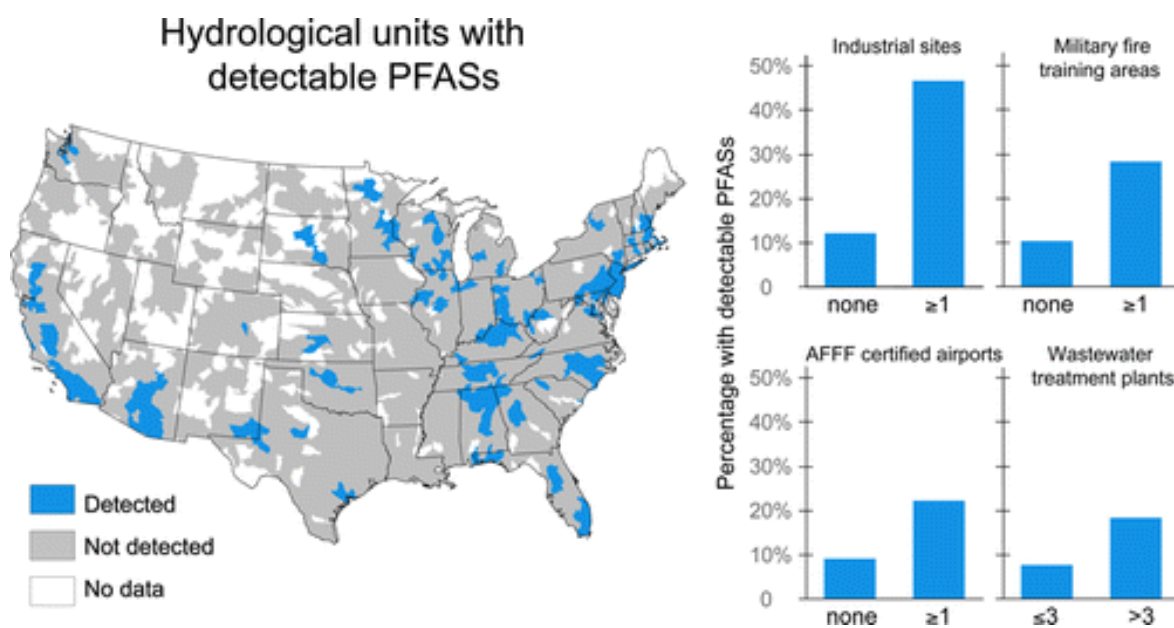 Hydrological units with
detectable PFASs
Detected
Not detected
No data
Percentage with detectable PFASs
Industrial sites
50%
40%
30%
20%
10%
0
none ≥1
Military fire
training areas
none ≥1
AFFF certified airports
50%
40%
30%
20%
10%
0
none ≥1
Wastewater
treatment plants
≤3 >3